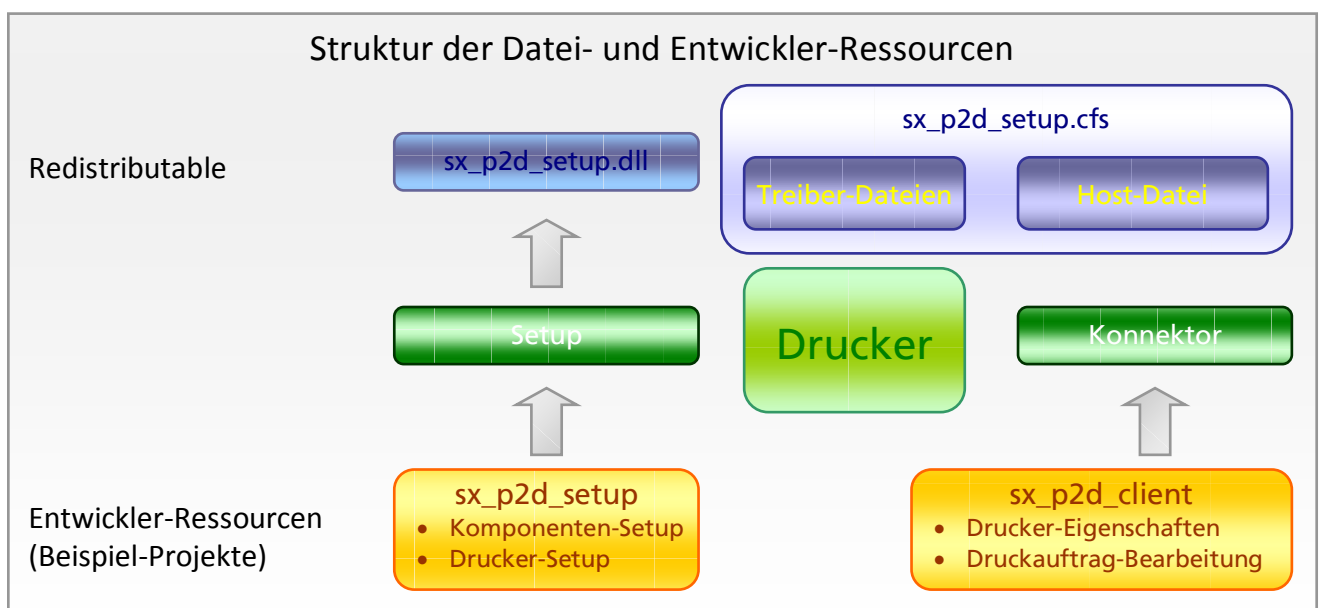 Struktur der Datei- und Entwickler-Ressourcen
Redistributable
sx_p2d_setup.dll
sx_p2d_setup.cfs
Treiber-Dateien
Host-Datei
Setup
Drucker
Konnektor
Entwickler-Ressourcen
(Beispiel-Projekte)
sx_p2d_setup
• Komponenten-Setup
• Drucker-Setup
sx_p2d_client
• Drucker-Eigenschaften
• Druckauftrag-Bearbeitung